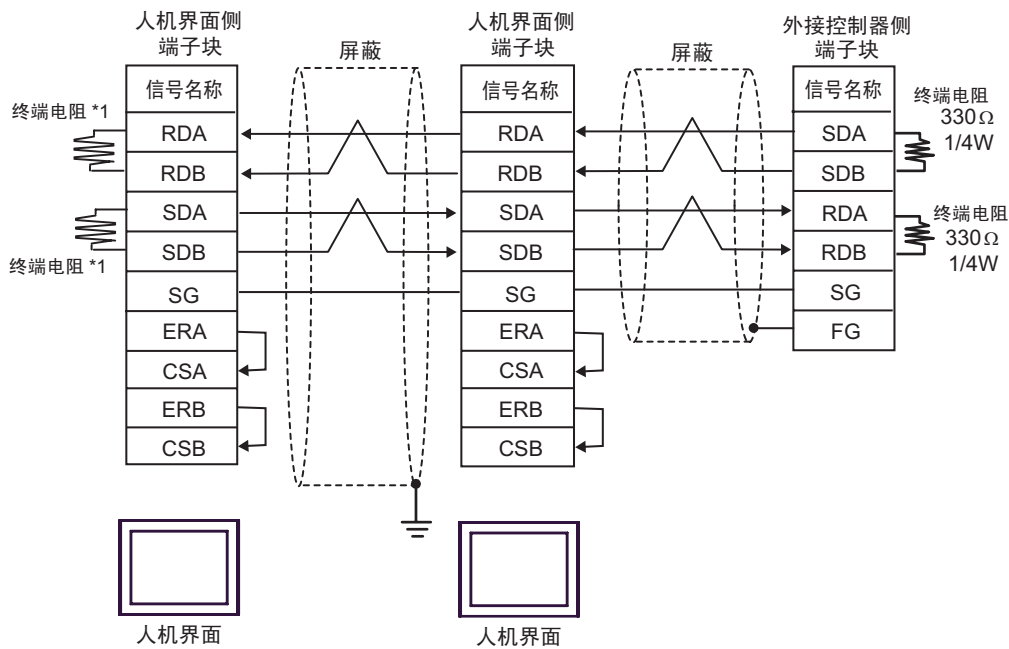 人机界面侧
端子块
信号名称
RDA
RDB
SDA
SDB
SG
ERA
CSA
ERB
CSB
终端电阻 *1
终端电阻 *1
屏蔽
人机界面侧
端子块
信号名称
RDA
RDB
SDA
SDB
SG
ERA
CSA
ERB
CSB
屏蔽
外接控制器侧
端子块
信号名称
SDA
SDB
RDA
RDB
SG
FG
终端电阻
330Ω
1/4W
终端电阻
330Ω
1/4W
人机界面
人机界面